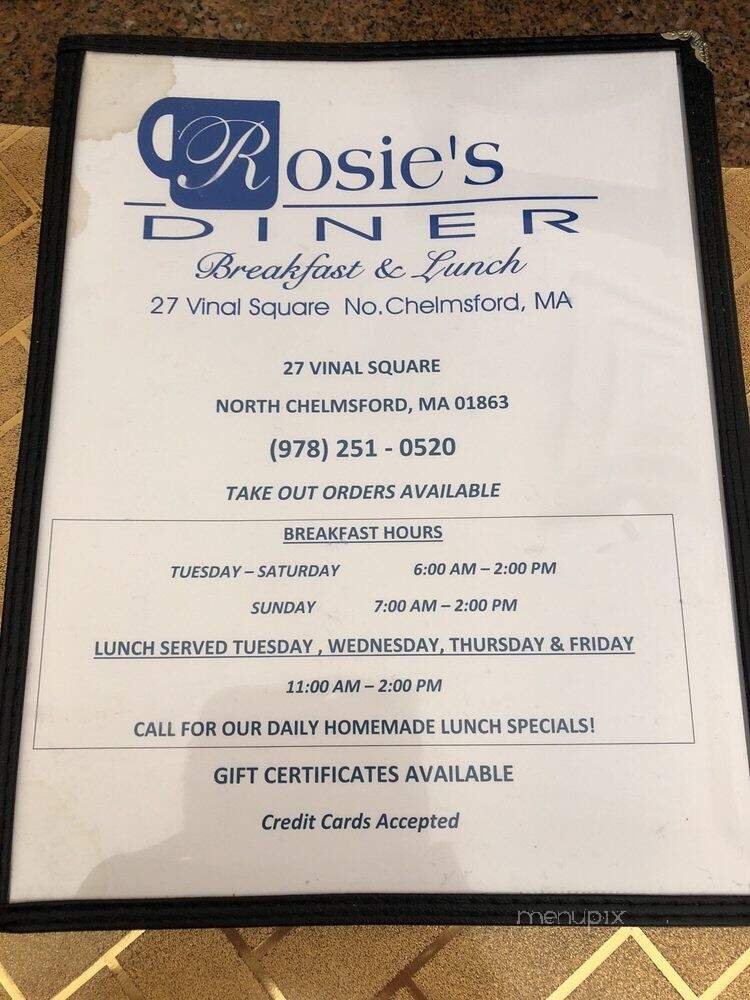 Rosie's
DINER
Breakfast & Lunch
27 Vinal Square No. Chelmsford, MA
27 VINAL SQUARE
NORTH CHELMSFORD, MA 01863
(978) 251 - 0520
TAKE OUT ORDERS AVAILABLE
BREAKFAST HOURS
TUESDAY – SATURDAY 6:00 AM – 2:00 PM
SUNDAY 7:00 AM – 2:00 PM
LUNCH SERVED TUESDAY , WEDNESDAY, THURSDAY & FRIDAY
11:00 AM – 2:00 PM
CALL FOR OUR DAILY HOMEMADE LUNCH SPECIALS!
GIFT CERTIFICATES AVAILABLE
Credit Cards Accepted
menupix